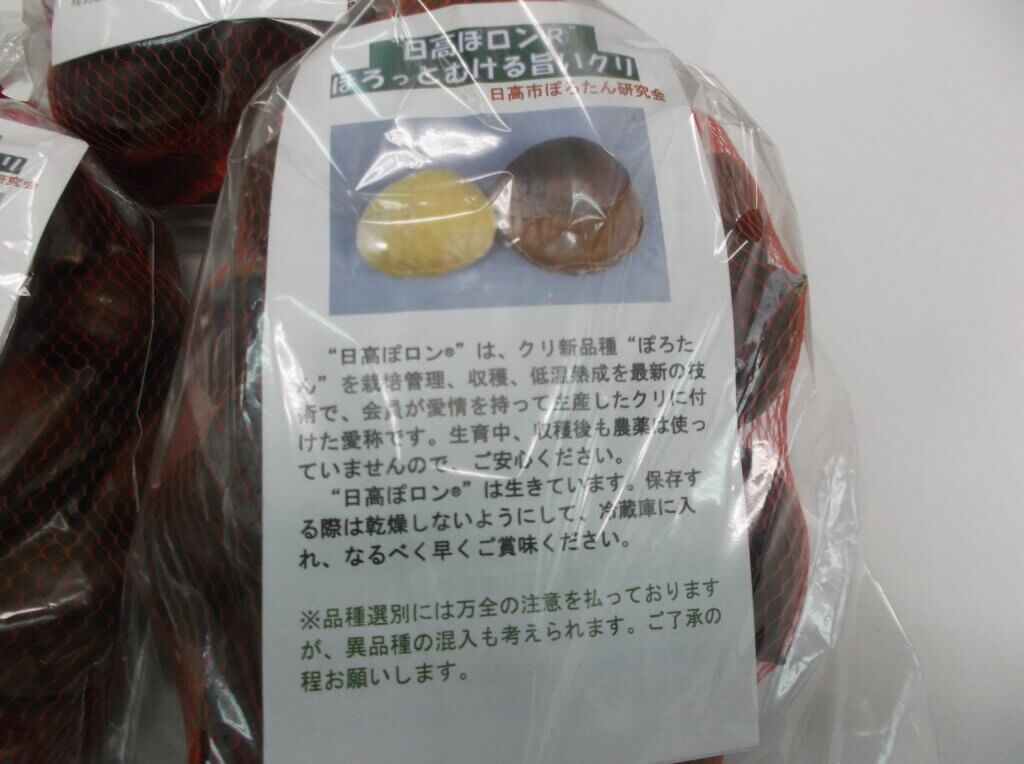 "日高ぽロン®"
ぽろっとむける旨いクリ
日高市ぽろたん研究会
"日高ぽロン®"は、クリ新品種"ぽろた
ん"を栽培管理、収穫、低温熟成を最新の技
術で、会員が愛情を持って生産したクリに付
けた愛称です。生育中、収穫後も農薬は使っ
ていませんので、ご安心ください。
"日高ぽロン®"は生きています。保存す
る際は乾燥しないようにして、冷蔵庫に入
れ、なるべく早くご賞味ください。
※品種選別には万全の注意を払っております
が、異品種の混入も考えられます。ご了承の
程お願いします。
リ
研究会